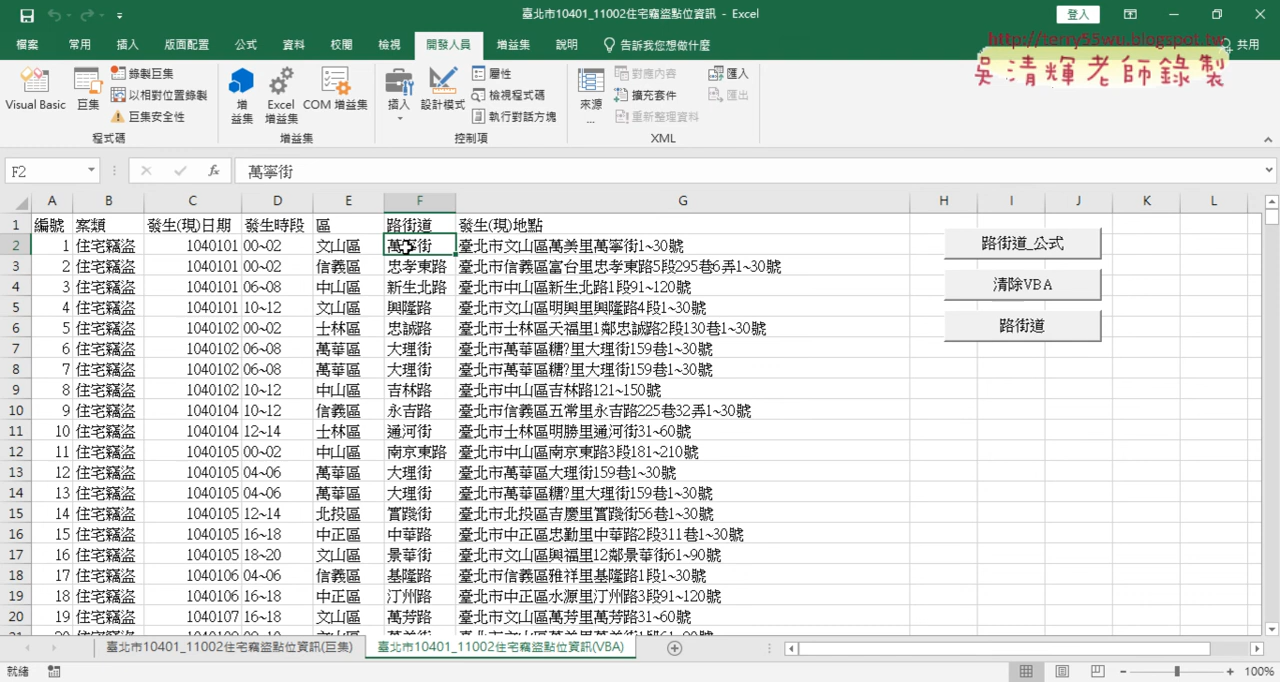 臺北市10401_11002住宅竊盜點位資訊 - Excel
登入
http://terry55wu.blogspot.tw
吳清輝老師錄製
檔案 常用 插入 版面配置 公式 資料 校閱 檢視 開發人員 增益集 說明 告訴我您想做什麼 共用
Visual Basic 巨集 錄製巨集 以相對位置錄製 巨集安全性
增益集 Excel 增益集 COM 增益集
插入 設計模式 屬性 檢視程式碼 執行對話方塊
來源... 對應內容 擴充套件 重新整理資料 匯入 匯出
程式碼 增益集 控制項 XML
F2 fx 萬寧街
A B C D E F G H I J K L
1 編號 案類 發生(現)日期 發生時段 區 路街道 發生(現)地點
2 1 住宅竊盜 1040101 00~02 文山區 萬寧街 臺北市文山區萬美里萬寧街1~30號
3 2 住宅竊盜 1040101 00~02 信義區 忠孝東路 臺北市信義區富台里忠孝東路5段295巷6弄1~30號
4 3 住宅竊盜 1040101 06~08 中山區 新生北路 臺北市中山區新生北路1段91~120號
5 4 住宅竊盜 1040101 10~12 文山區 興隆路 臺北市文山區明興里興隆路4段1~30號
6 5 住宅竊盜 1040102 00~02 士林區 忠誠路 臺北市士林區天福里1鄰忠誠路2段130巷1~30號
7 6 住宅竊盜 1040102 06~08 萬華區 大理街 臺北市萬華區糖?里大理街159巷1~30號
8 7 住宅竊盜 1040102 06~08 萬華區 大理街 臺北市萬華區糖?里大理街159巷1~30號
9 8 住宅竊盜 1040102 10~12 中山區 吉林路 臺北市中山區吉林路121~150號
10 9 住宅竊盜 1040104 10~12 信義區 永吉路 臺北市信義區五常里永吉路225巷32弄1~30號
11 10 住宅竊盜 1040104 12~14 士林區 通河街 臺北市士林區明勝里通河街31~60號
12 11 住宅竊盜 1040105 00~02 中山區 南京東路 臺北市中山區南京東路3段181~210號
13 12 住宅竊盜 1040105 04~06 萬華區 大理街 臺北市萬華區大理街159巷1~30號
14 13 住宅竊盜 1040105 04~06 萬華區 大理街 臺北市萬華區糖?里大理街159巷1~30號
15 14 住宅竊盜 1040105 12~14 北投區 實踐街 臺北市北投區吉慶里實踐街56巷1~30號
16 15 住宅竊盜 1040105 16~18 中正區 中華路 臺北市中正區忠勤里中華路2段311巷1~30號
17 16 住宅竊盜 1040105 18~20 文山區 景華街 臺北市文山區興福里12鄰景華街61~90號
18 17 住宅竊盜 1040106 04~06 信義區 基隆路 臺北市信義區雅祥里基隆路1段1~30號
19 18 住宅竊盜 1040106 16~18 中正區 汀州路 臺北市中正區水源里汀州路3段91~120號
20 19 住宅竊盜 1040107 16~18 文山區 萬芳路 臺北市文山區萬芳里萬芳路31~60號
路街道_公式
清除VBA
路街道
臺北市10401_11002住宅竊盜點位資訊(巨集) 臺北市10401_11002住宅竊盜點位資訊(VBA)
就緒 100%